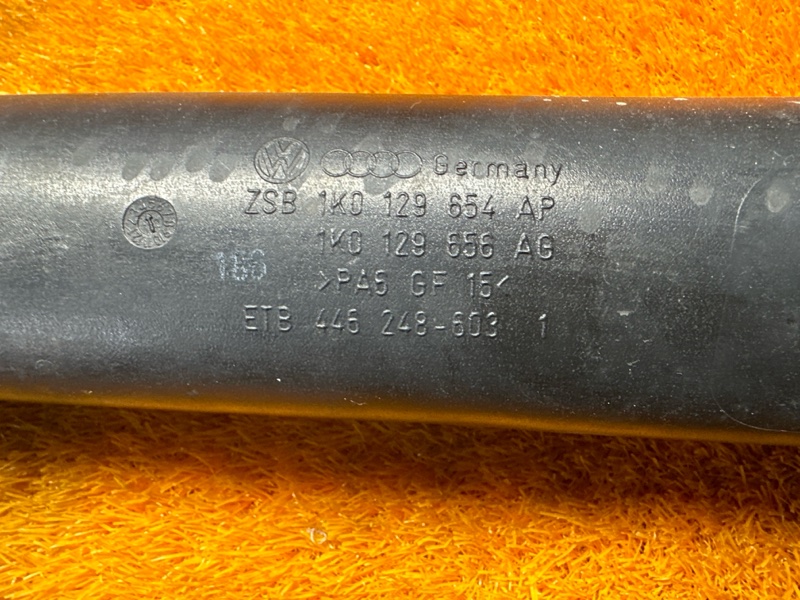 Germany
ZSB 1K0 129 654 AP
1K0 129 656 AG
>PA6 GF 15<
ETB 446 248-603 1